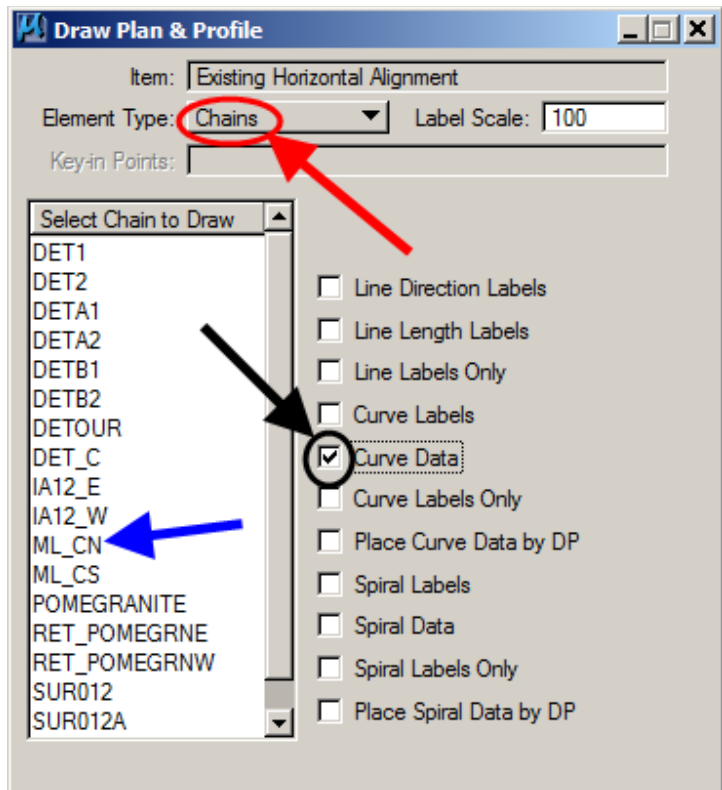 Draw Plan & Profile
Item: Existing Horizontal Alignment
Element Type: Chains Label Scale: 100
Key-in Points:
Select Chain to Draw
DET1
DET2
DETA1
DETA2
DETB1
DETB2
DETOUR
DET_C
IA12_E
IA12_W
ML_CN
ML_CS
POMEGRANITE
RET_POMEGRNE
RET_POMEGRNW
SUR012
SUR012A
Line Direction Labels
Line Length Labels
Line Labels Only
Curve Labels
Curve Data
Curve Labels Only
Place Curve Data by DP
Spiral Labels
Spiral Data
Spiral Labels Only
Place Spiral Data by DP